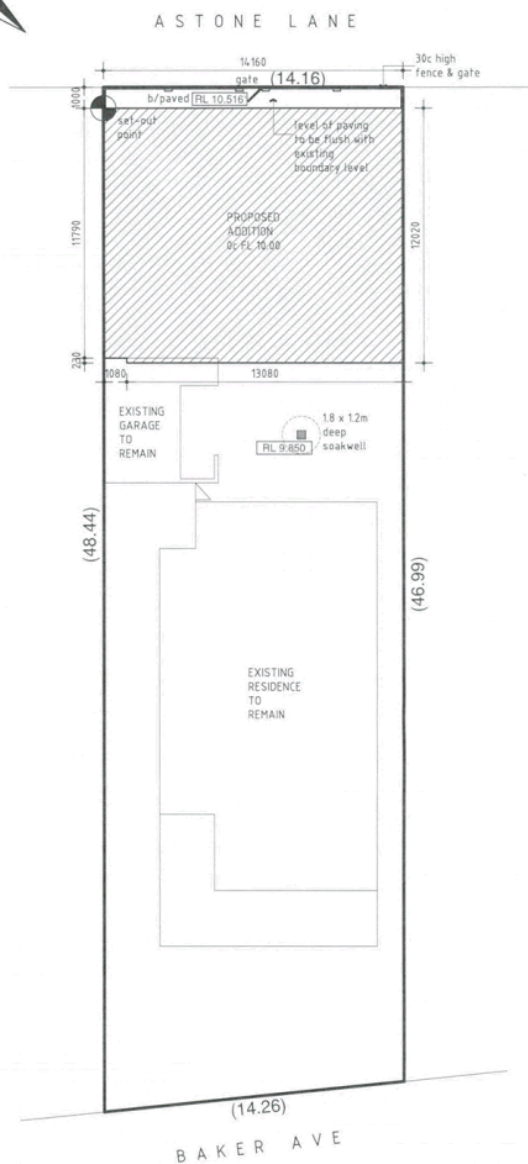 ASTONE LANE
14160
gate (14.16)
30c high
fence & gate
1000
b/paved RL 10.516
set-out
point
level of paving
to be flush with
existing
boundary level
PROPOSED
ADDITION
0c FL 10.00
11790
12020
230
1080
13080
EXISTING
GARAGE
TO
REMAIN
1.8 x 1.2m
deep
soakwell
RL 9.850
(48.44)
(46.99)
EXISTING
RESIDENCE
TO
REMAIN
(14.26)
BAKER AVE